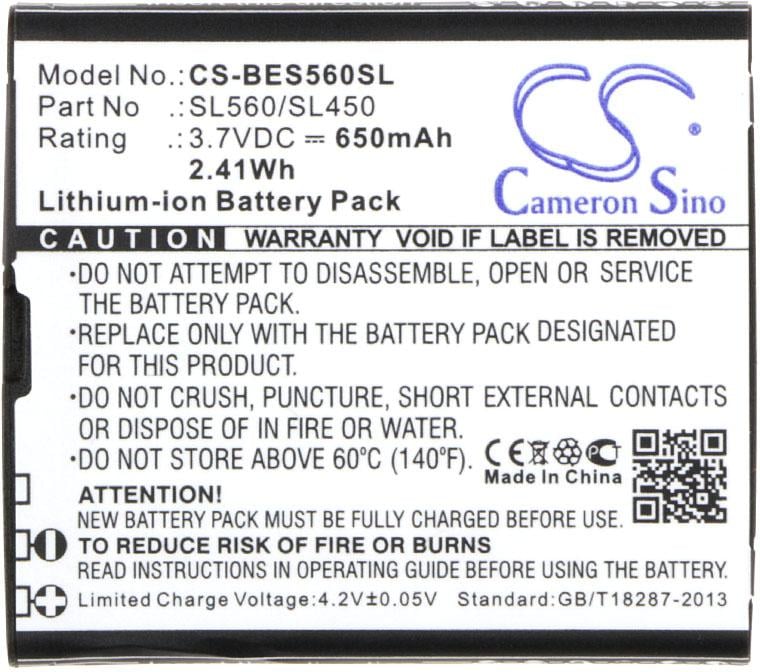 Model No.:CS-BES560SL
Part No .:SL560/SL450
Rating .:3.7VDC ⎓ 650mAh
2.41Wh
Lithium-ion Battery Pack
CS®
Cameron Sino
CAUTION WARRANTY VOID IF LABEL IS REMOVED
•DO NOT ATTEMPT TO DISASSEMBLE, OPEN OR SERVICE
THE BATTERY PACK.
•REPLACE ONLY WITH THE BATTERY PACK DESIGNATED
FOR THIS PRODUCT.
•DO NOT CRUSH, PUNCTURE, SHORT EXTERNAL CONTACTS
OR DISPOSE OF IN FIRE OR WATER.
•DO NOT STORE ABOVE 60°C (140°F).
CE PCT
Made In China
ATTENTION!
NEW BATTERY PACK MUST BE FULLY CHARGED BEFORE USE.
TO REDUCE RISK OF FIRE OR BURNS
READ INSTRUCTIONS IN OPERATING GUIDE BEFORE USING THE BATTERY.
Limited Charge Voltage:4.2V±0.05V Standard:GB/T18287-2013